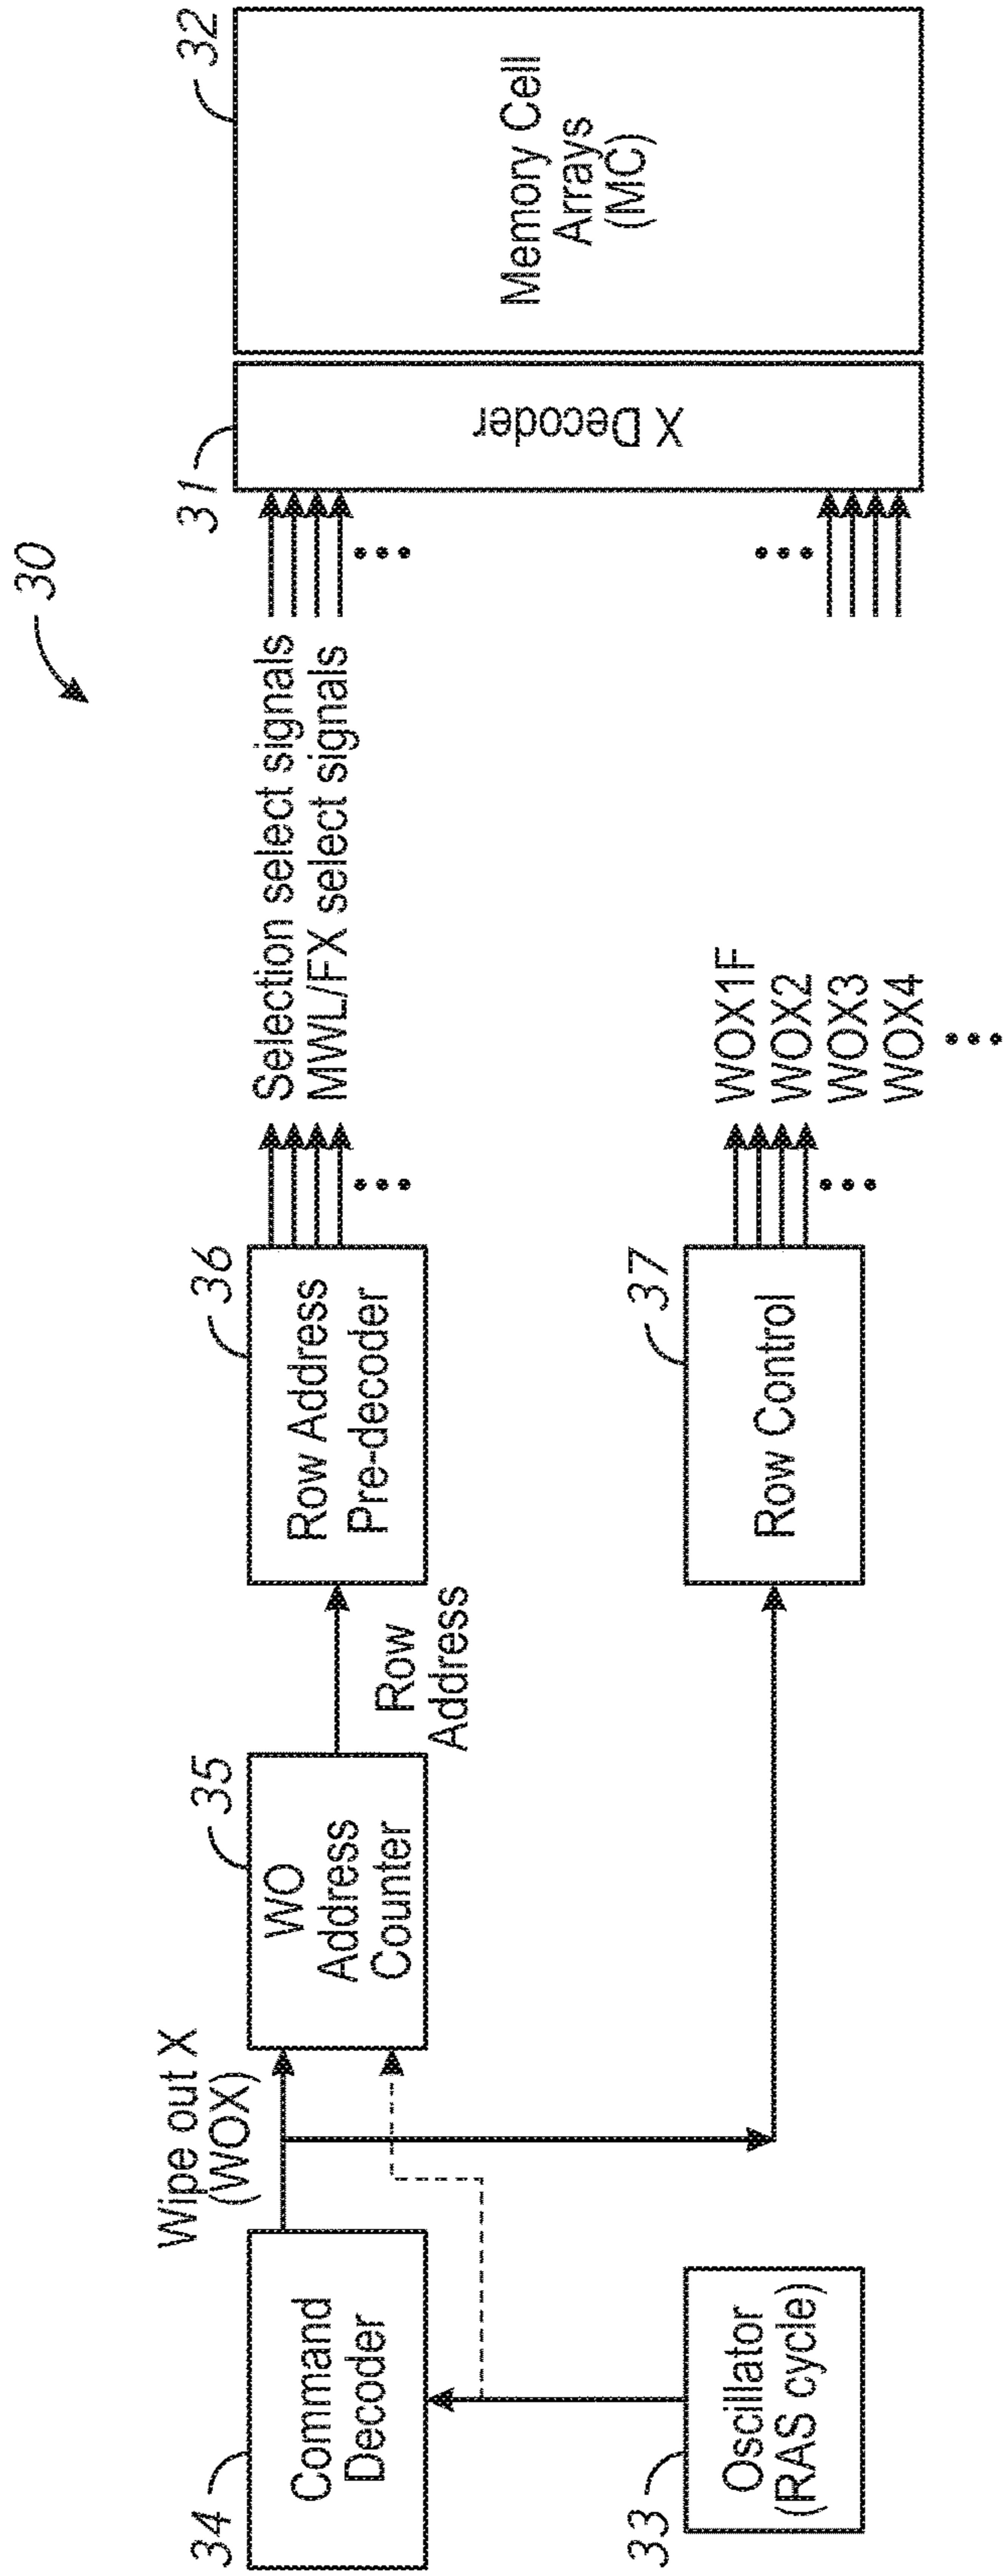 30
34
Command
Decoder
33
Oscillator
(RAS cycle)
Wipe out X
(WOX)
35
WO
Address
Counter
Row
Address
36
Row Address
Pre-decoder
37
Row Control
Selection select signals
MWL/FX select signals
WOX1F
WOX2
WOX3
WOX4
31
X Decoder
32
Memory Cell
Arrays
(MC)